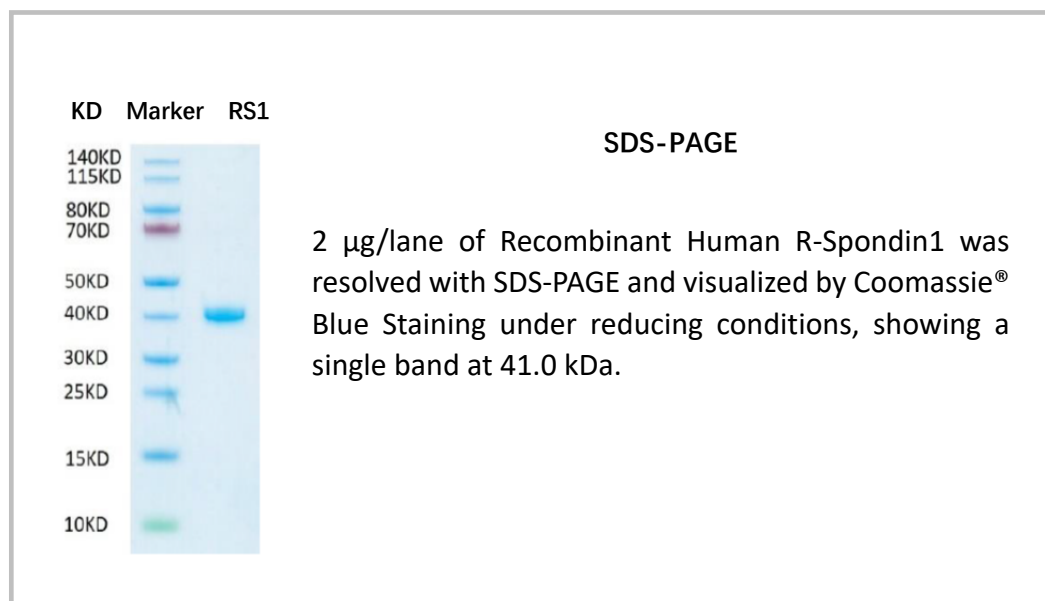 KD Marker RS1
SDS-PAGE
140KD
115KD
80KD
70KD
50KD
40KD
30KD
25KD
15KD
10KD
2 μg/lane of Recombinant Human R-Spondin1 was
resolved with SDS-PAGE and visualized by Coomassie®
Blue Staining under reducing conditions, showing a
single band at 41.0 kDa.